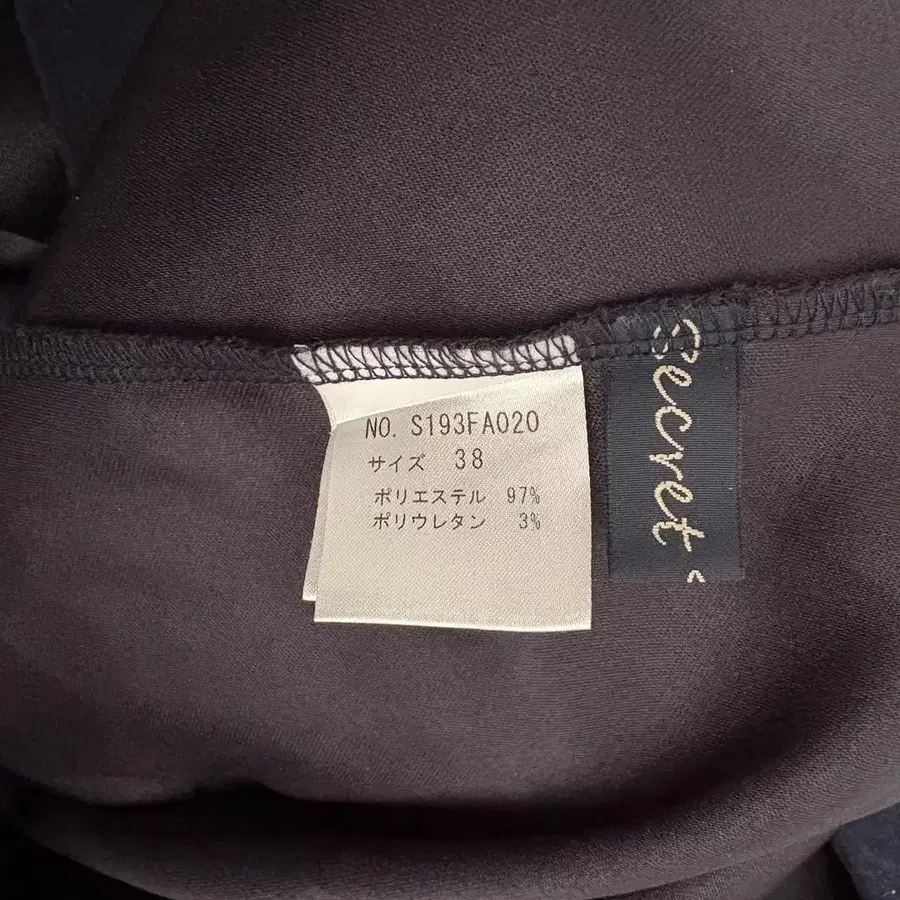 NO. S193FA020
サイズ 38
ポリエステル 97%
ポリウレタン 3%
Secret